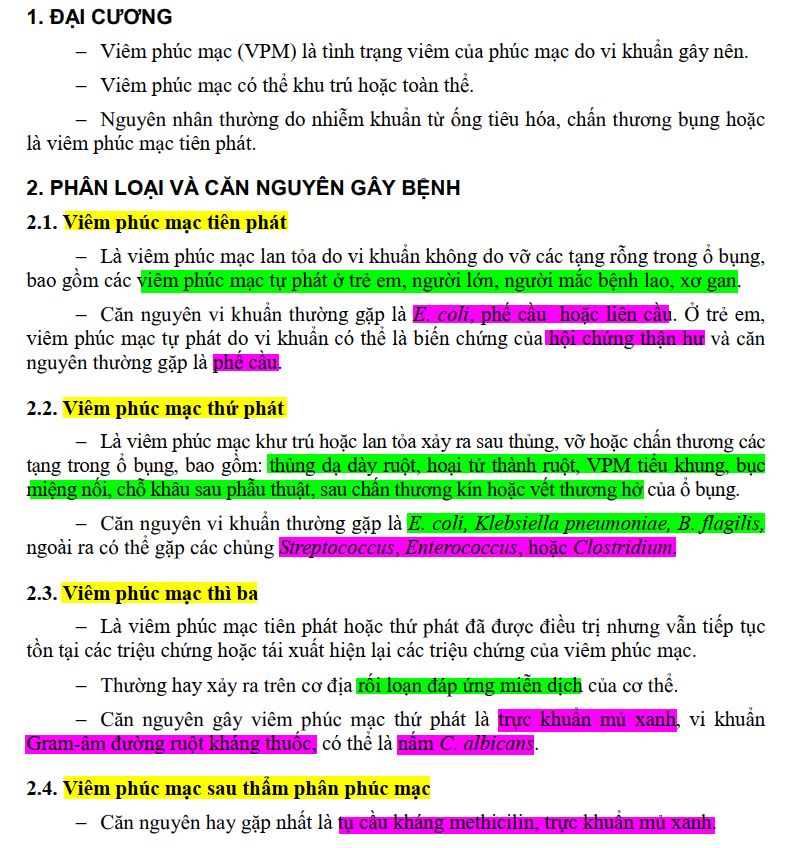 1. ĐẠI CƯƠNG
– Viêm phúc mạc (VPM) là tình trạng viêm của phúc mạc do vi khuẩn gây nên.
– Viêm phúc mạc có thể khu trú hoặc toàn thể.
– Nguyên nhân thường do nhiễm khuẩn từ ống tiêu hóa, chấn thương bụng hoặc
là viêm phúc mạc tiên phát.
2. PHÂN LOẠI VÀ CĂN NGUYÊN GÂY BỆNH
2.1. Viêm phúc mạc tiên phát
– Là viêm phúc mạc lan tỏa do vi khuẩn không do vỡ các tạng rỗng trong ổ bụng,
bao gồm các viêm phúc mạc tự phát ở trẻ em, người lớn, người mắc bệnh lao, xơ gan.
– Căn nguyên vi khuẩn thường gặp là E. coli, phế cầu hoặc liên cầu. Ở trẻ em,
viêm phúc mạc tự phát do vi khuẩn có thể là biến chứng của hội chứng thận hư và căn
nguyên thường gặp là phế cầu.
2.2. Viêm phúc mạc thứ phát
– Là viêm phúc mạc khư trú hoặc lan tỏa xảy ra sau thủng, vỡ hoặc chấn thương các
tạng trong ổ bụng, bao gồm: thủng dạ dày ruột, hoại tử thành ruột, VPM tiểu khung, bục
miệng nối, chỗ khâu sau phẫu thuật, sau chấn thương kín hoặc vết thương hở của ổ bụng.
– Căn nguyên vi khuẩn thường gặp là E. coli, Klebsiella pneumoniae, B. flagilis,
ngoài ra có thể gặp các chủng Streptococcus, Enterococcus, hoặc Clostridium.
2.3. Viêm phúc mạc thì ba
– Là viêm phúc mạc tiên phát hoặc thứ phát đã được điều trị nhưng vẫn tiếp tục
tồn tại các triệu chứng hoặc tái xuất hiện lại các triệu chứng của viêm phúc mạc.
– Thường hay xảy ra trên cơ địa rối loạn đáp ứng miễn dịch của cơ thể.
– Căn nguyên gây viêm phúc mạc thứ phát là trực khuẩn mủ xanh, vi khuẩn
Gram-âm đường ruột kháng thuốc, có thể là nấm C. albicans.
2.4. Viêm phúc mạc sau thẩm phân phúc mạc
– Căn nguyên hay gặp nhất là tụ cầu kháng methicilin, trực khuẩn mủ xanh.